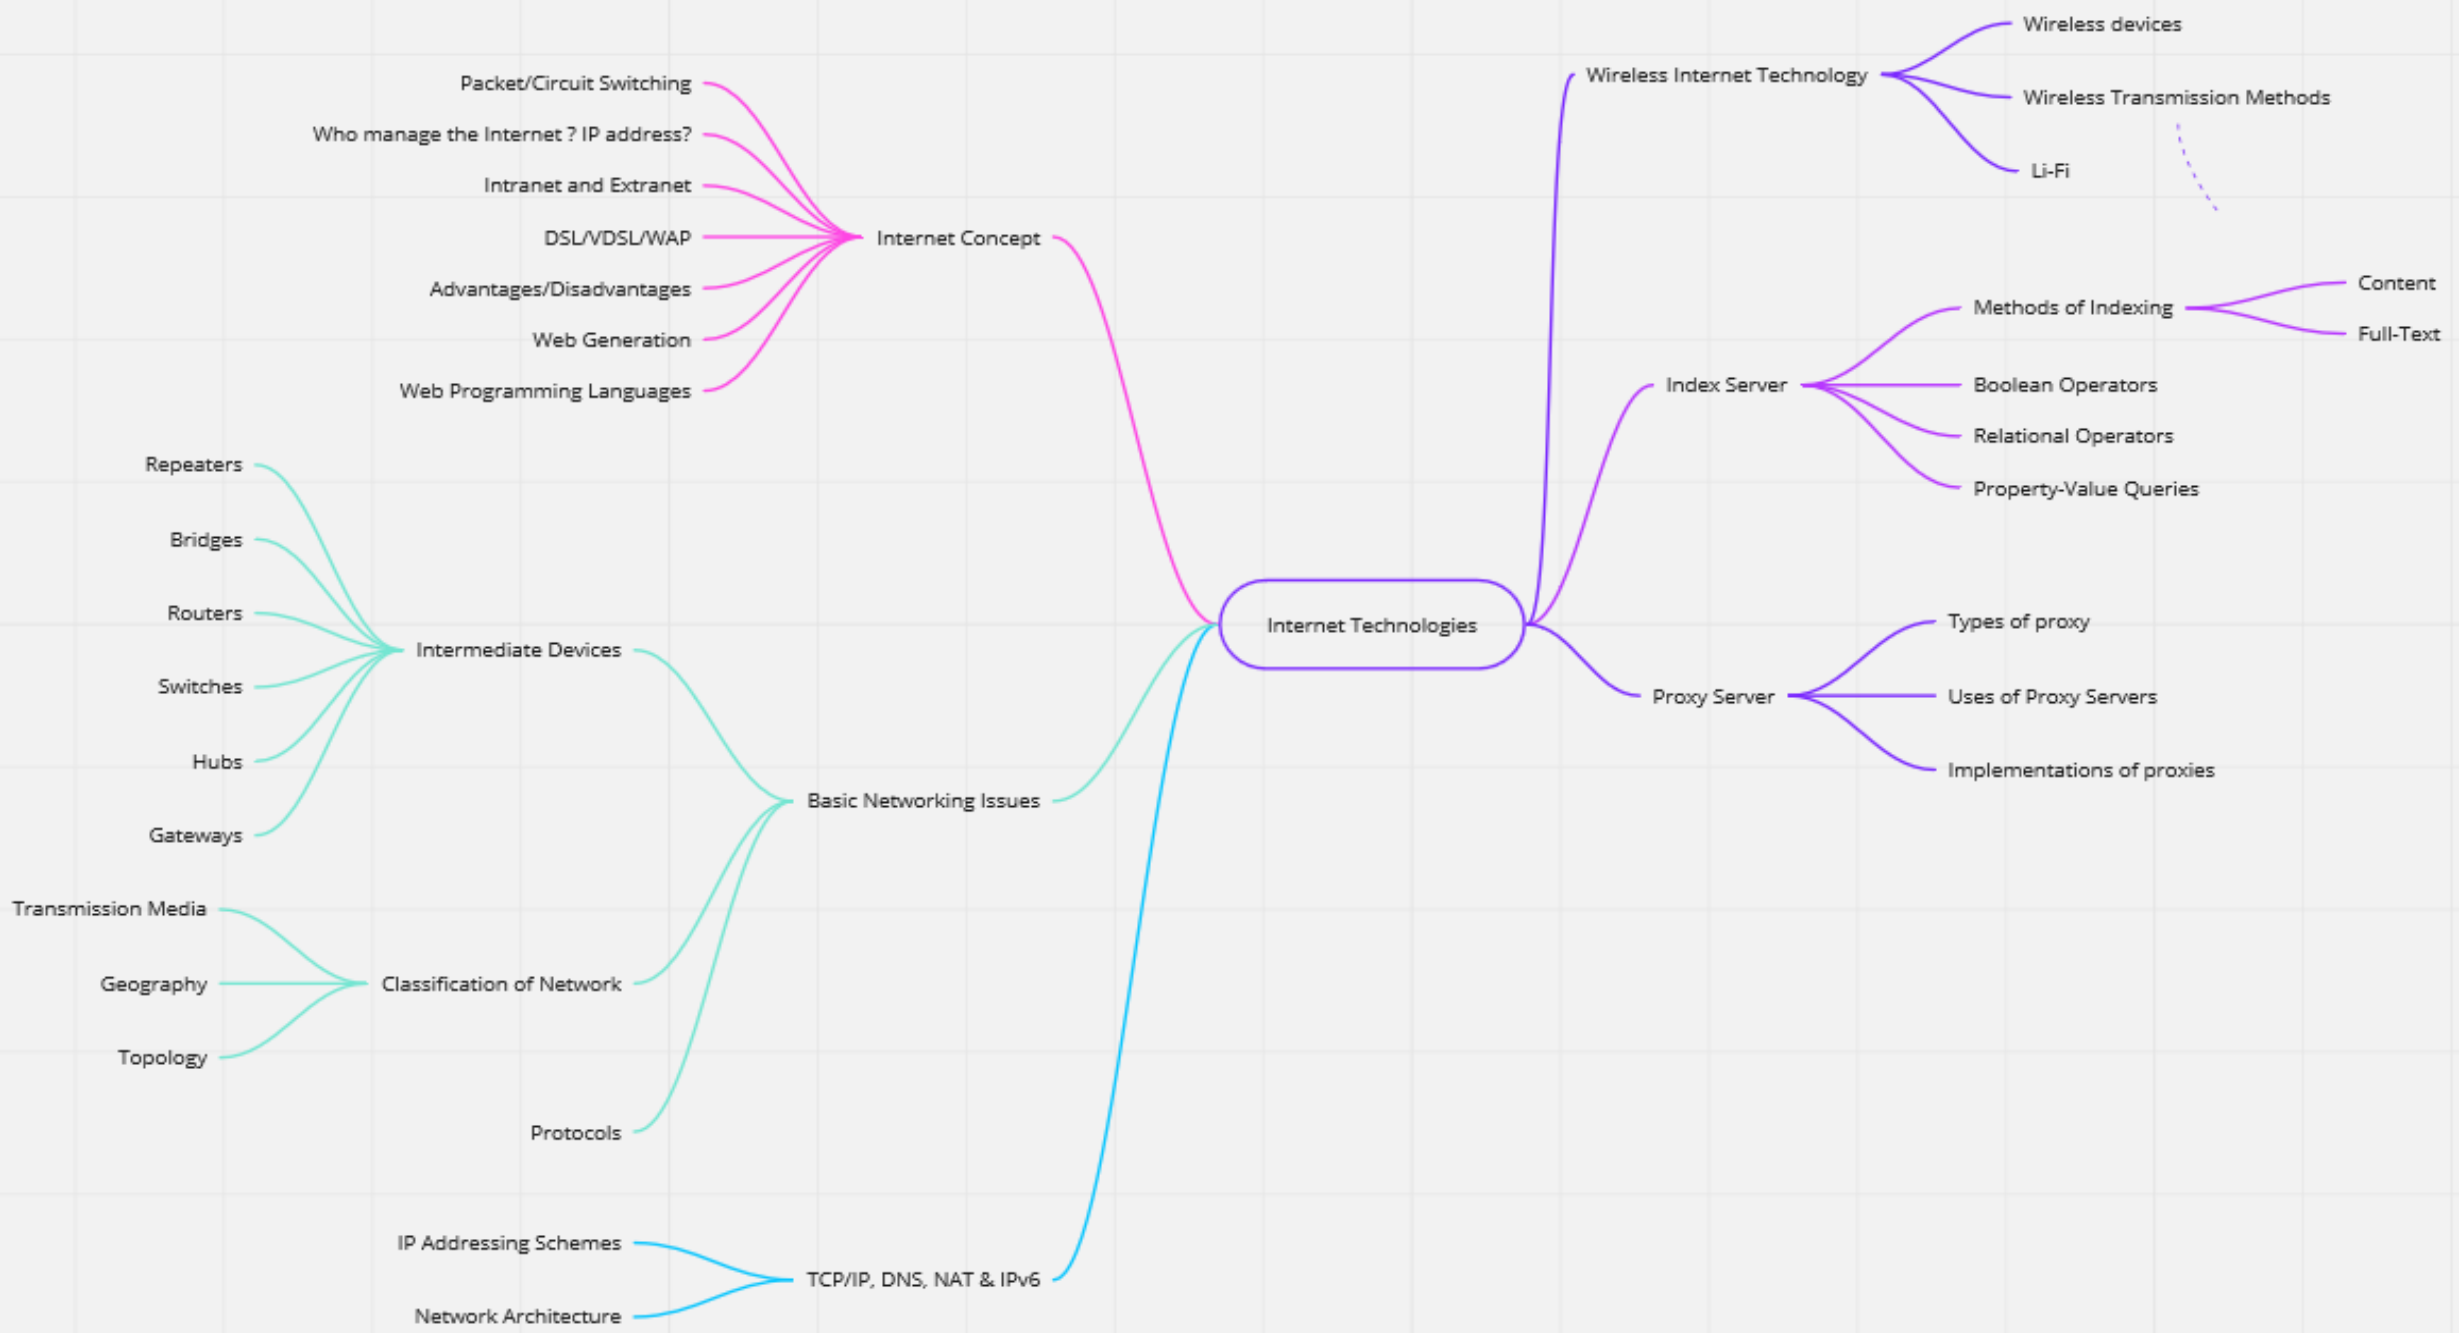 Packet/Circuit Switching
Who manage the Internet ? IP address?
Intranet and Extranet
DSL/VDSL/WAP
Advantages/Disadvantages
Web Generation
Web Programming Languages
Internet Concept
Repeaters
Bridges
Routers
Switches
Hubs
Gateways
Intermediate Devices
Transmission Media
Geography
Topology
Classification of Network
Protocols
Basic Networking Issues
IP Addressing Schemes
Network Architecture
TCP/IP, DNS, NAT & IPv6
Internet Technologies
Wireless Internet Technology
Wireless devices
Wireless Transmission Methods
Li-Fi
Index Server
Methods of Indexing
Content
Full-Text
Boolean Operators
Relational Operators
Property-Value Queries
Proxy Server
Types of proxy
Uses of Proxy Servers
Implementations of proxies